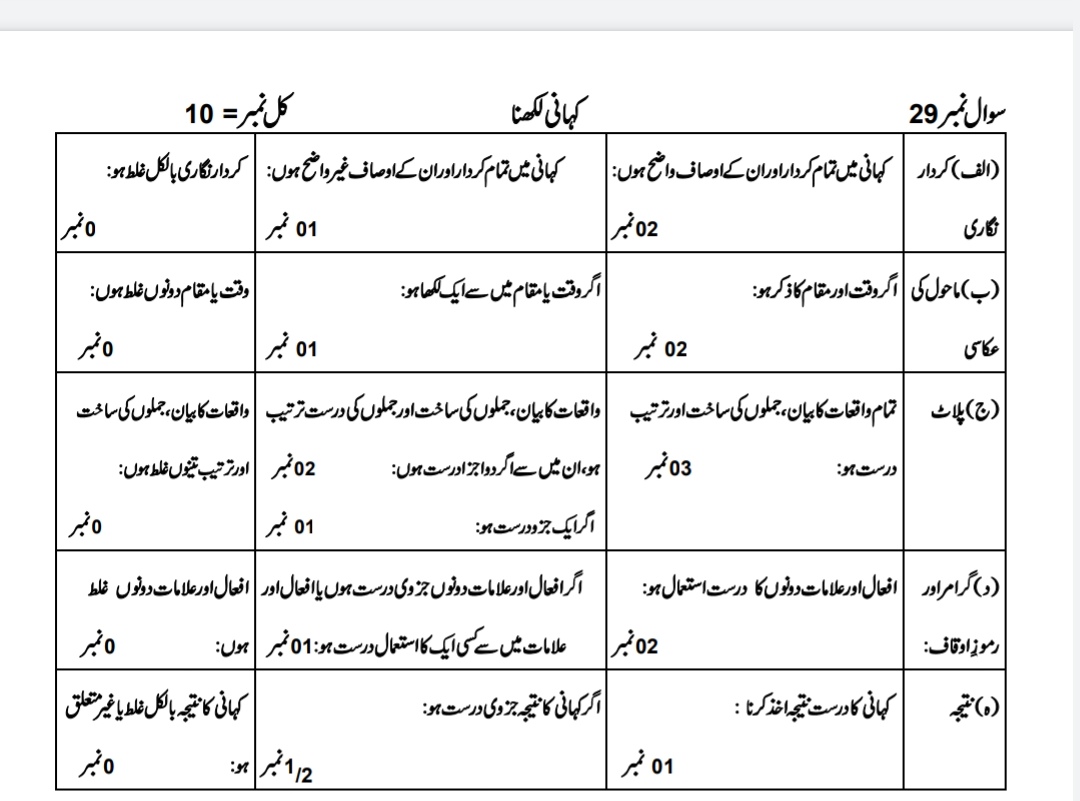 سوال نمبر 29 کہانی لکھنا کل نمبر = 10
(الف) کردار نگاری
کہانی میں تمام کردار اور ان کے اوصاف واضح ہوں:
02 نمبر
کہانی میں تمام کردار اور ان کے اوصاف غیر واضح ہوں:
01 نمبر
کردار نگاری بالکل غلط ہو:
0 نمبر
(ب) ماحول کی عکاسی
اگر وقت اور مقام کا ذکر ہو:
02 نمبر
اگر وقت یا مقام میں سے ایک لکھا ہو:
01 نمبر
وقت یا مقام دونوں غلط ہوں:
0 نمبر
(ج) پلاٹ
تمام واقعات کا بیان، جملوں کی ساخت اور ترتیب
درست ہو: 03 نمبر
واقعات کا بیان، جملوں کی ساخت اور جملوں کی درست ترتیب
ہو، ان میں سے اگر دو اجزا درست ہوں: 02 نمبر
اگر ایک جزو درست ہو: 01 نمبر
واقعات کا بیان، جملوں کی ساخت
اور ترتیب تینوں غلط ہوں:
0 نمبر
(د) گرامر اور
رموزِ اوقاف:
افعال اور علامات دونوں کا درست استعمال ہو:
02 نمبر
اگر افعال اور علامات دونوں جزوی درست ہوں یا افعال اور
علامات میں سے کسی ایک کا استعمال درست ہو: 01 نمبر
افعال اور علامات دونوں غلط
ہوں: 0 نمبر
(ہ) نتیجہ
کہانی کا درست نتیجہ اخذ کرنا :
01 نمبر
اگر کہانی کا نتیجہ جزوی درست ہو:
1/2 نمبر
کہانی کا نتیجہ بالکل غلط یا غیر متعلق
ہو: 0 نمبر